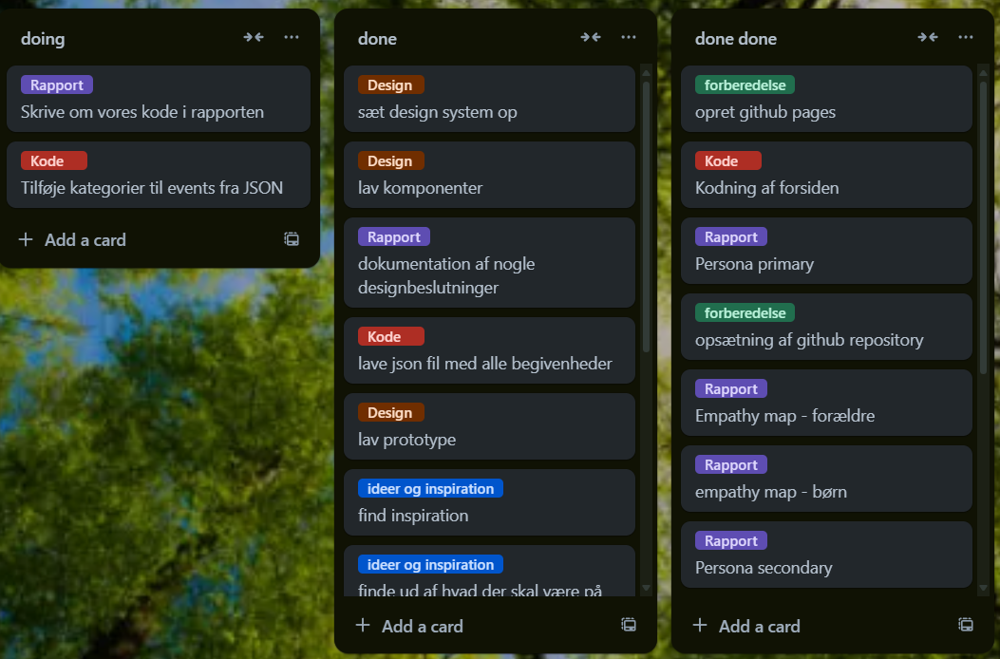 doing
Rapport
Skrive om vores kode i rapporten
Kode
Tilføje kategorier til events fra JSON
Add a card
done
Design
sæt design system op
Design
lav komponenter
Rapport
dokumentation af nogle
designbeslutninger
Kode
lave json fil med alle begivenheder
Design
lav prototype
ideer og inspiration
find inspiration
ideer og inspiration
finde ud af hvad der skal være på
Add a card
done done
forberedelse
opret github pages
Kode
Kodning af forsiden
Rapport
Persona primary
forberedelse
opsætning af github repository
Rapport
Empathy map - forældre
Rapport
empathy map - børn
Rapport
Persona secondary
Add a card